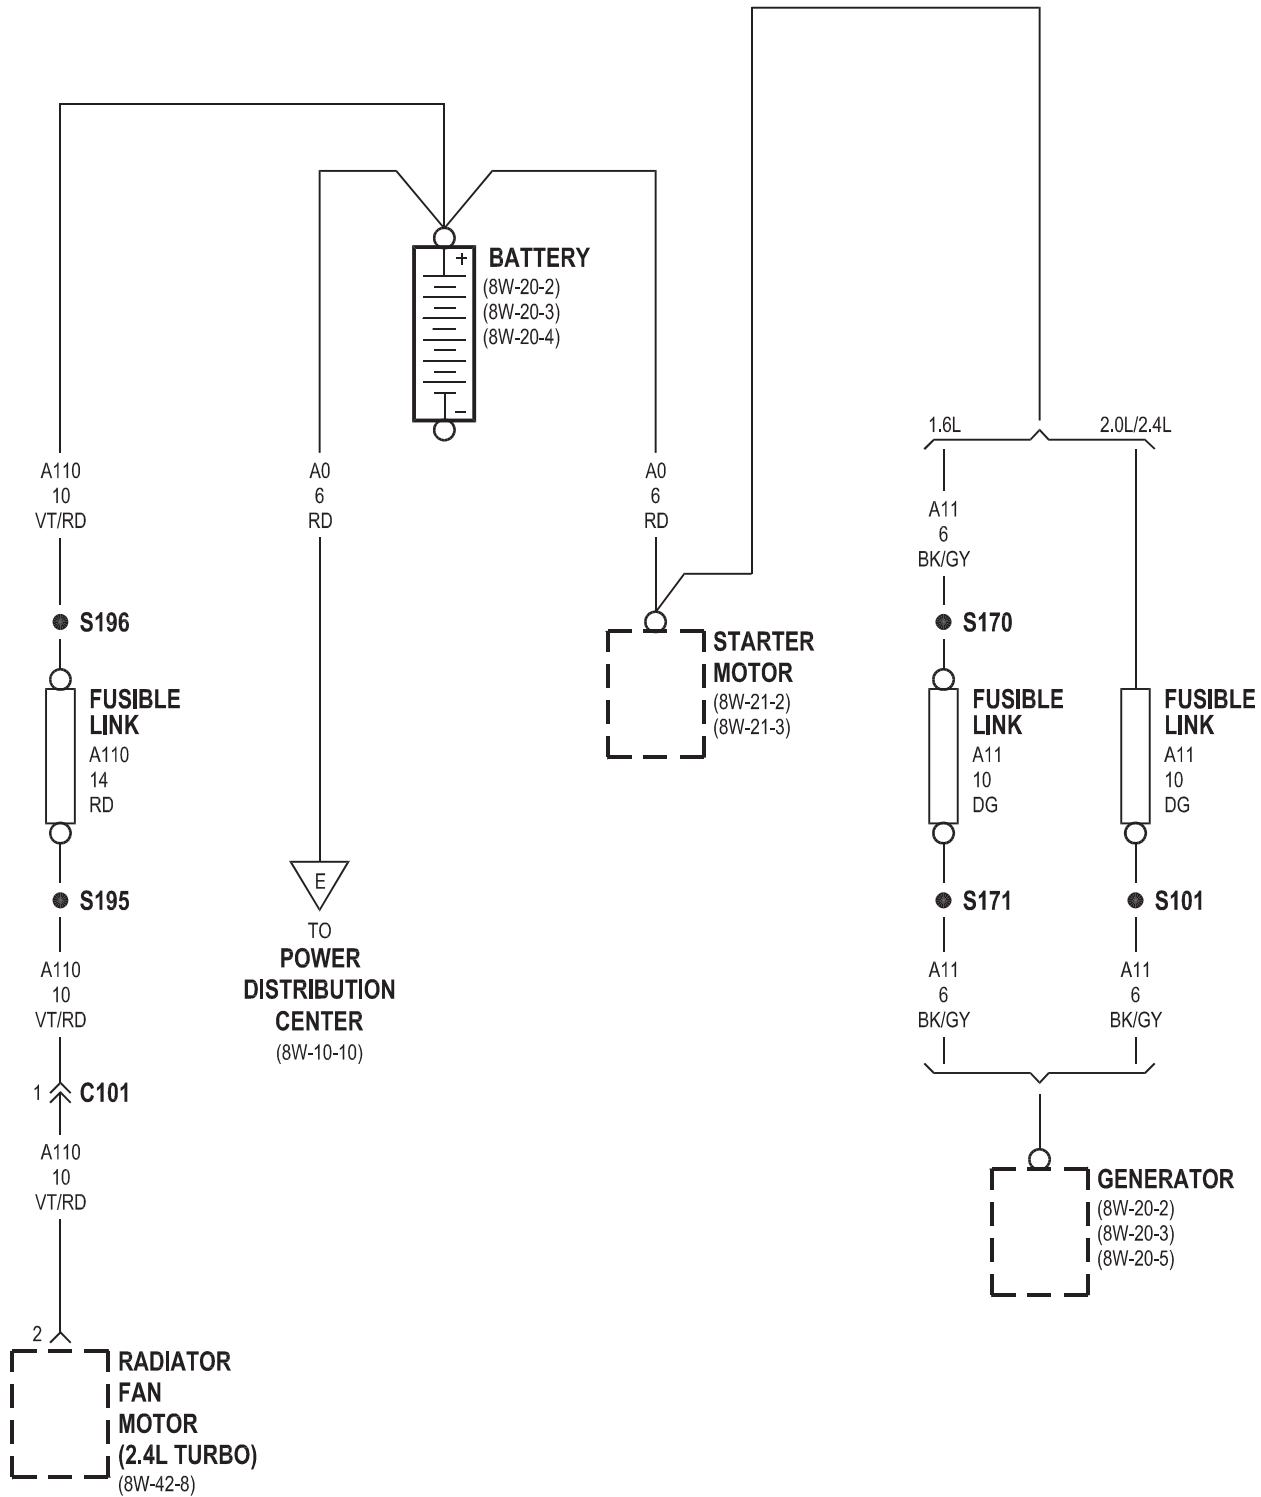 BATTERY
(8W-20-2)
(8W-20-3)
(8W-20-4)
+
–
1.6L
2.0L/2.4L
A110
10
VT/RD
A0
6
RD
A0
6
RD
A11
6
BK/GY
S196
S170
STARTER
MOTOR
(8W-21-2)
(8W-21-3)
FUSIBLE
LINK
A110
14
RD
FUSIBLE
LINK
A11
10
DG
FUSIBLE
LINK
A11
10
DG
E
TO
POWER
DISTRIBUTION
CENTER
(8W-10-10)
S195
S171
S101
A110
10
VT/RD
A11
6
BK/GY
A11
6
BK/GY
1
C101
A110
10
VT/RD
GENERATOR
(8W-20-2)
(8W-20-3)
(8W-20-5)
2
RADIATOR
FAN
MOTOR
(2.4L TURBO)
(8W-42-8)